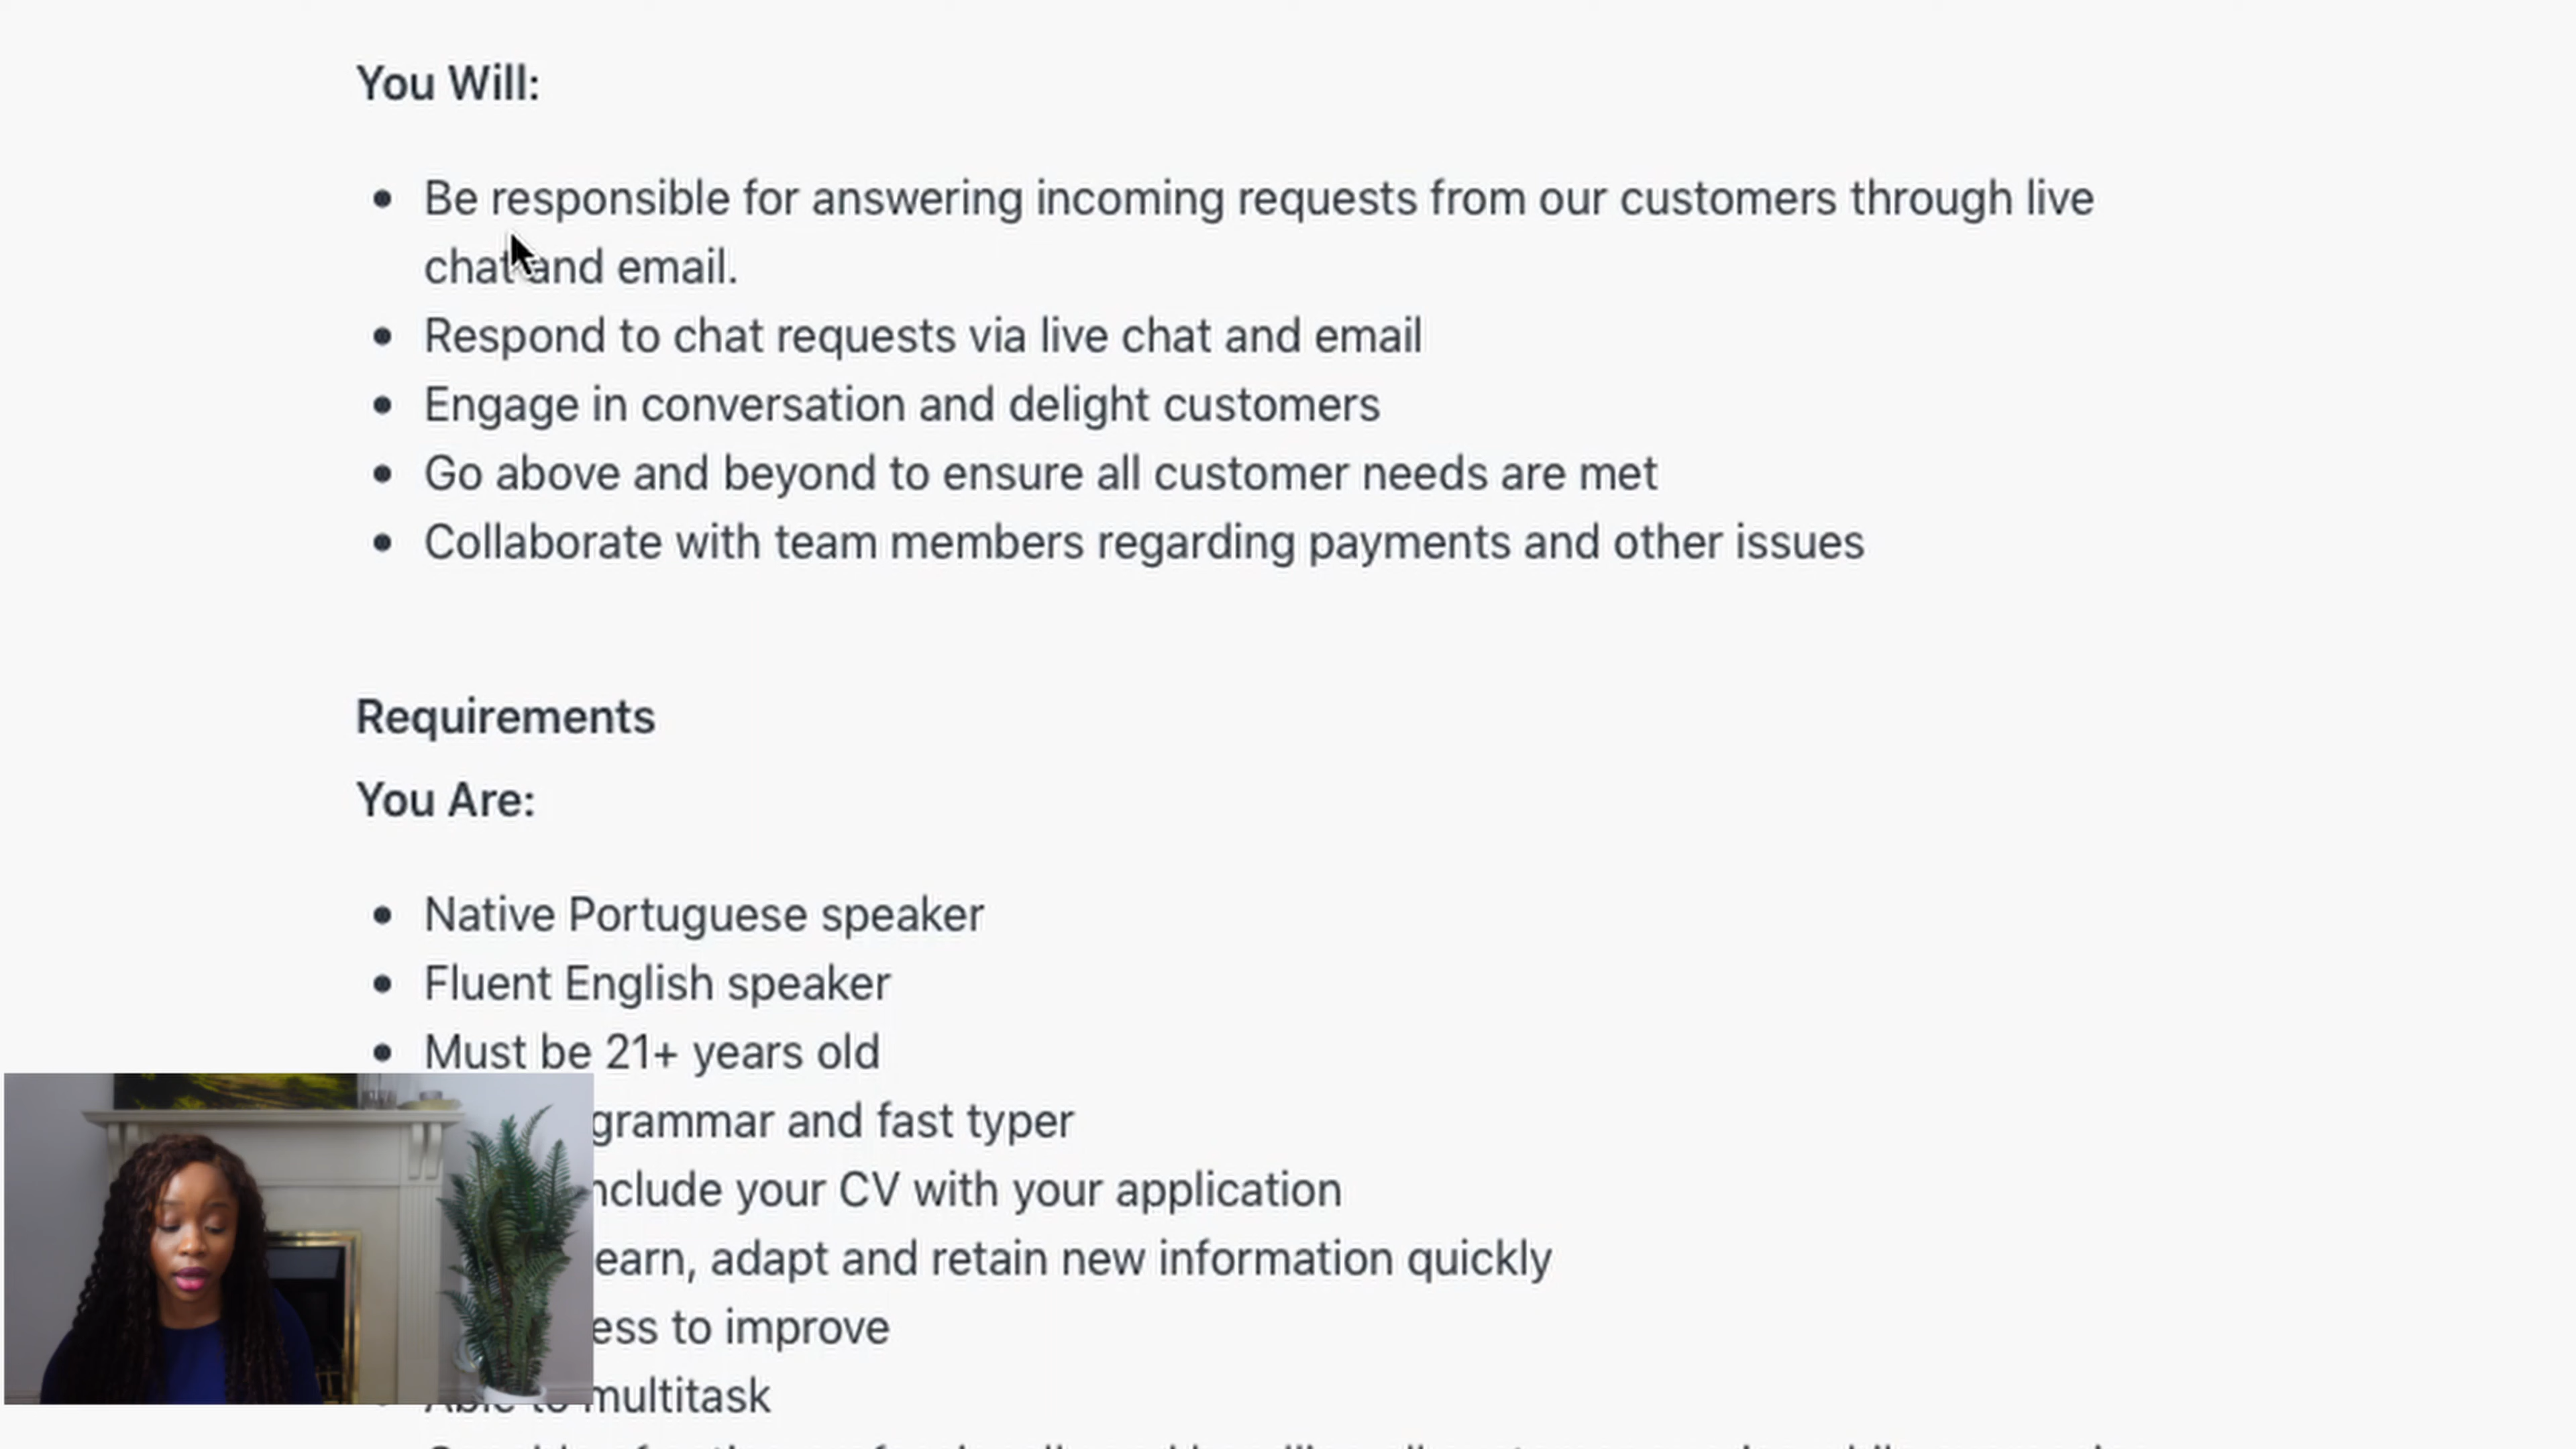 You Will:
Be responsible for answering incoming requests from our customers through live
chat and email.
Respond to chat requests via live chat and email
Engage in conversation and delight customers
Go above and beyond to ensure all customer needs are met
Collaborate with team members regarding payments and other issues
Requirements
You Are:
Native Portuguese speaker
Fluent English speaker
Must be 21+ years old
grammar and fast typer
your CV with your application
adapt and retain new information quickly
to improve
Able to multitask